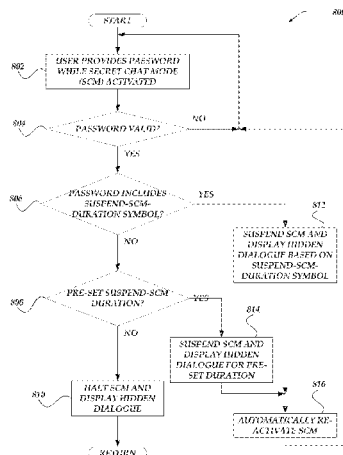 800
START
802
USER PROVIDES PASSWORD
WHILE SECRET CHAT MODE
(SCM) ACTIVATED
804
PASSWORD VALID?
NO
YES
PASSWORD INCLUDES
SUSPEND-SCM-
DURATION SYMBOL?
YES
NO
812
SUSPEND SCM AND
DISPLAY HIDDEN
DIALOGUE BASED ON
SUSPEND-SCM-
DURATION SYMBOL
PRE-SET SUSPEND-SCM
DURATION?
YES
NO
814
SUSPEND SCM AND
DISPLAY HIDDEN
DIALOGUE FOR PRE-
SET DURATION
810
HALT SCM AND
DISPLAY HIDDEN
DIALOGUE
816
AUTOMATICALLY RE-
ACTIVATE SCM
RETURN